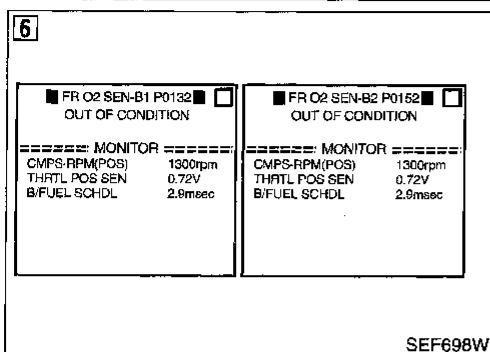 6
FR O2 SEN-B1 P0132
OUT OF CONDITION
====== MONITOR ======
CMPS-RPM(POS) 1300rpm
THRTL POS SEN 0.72V
B/FUEL SCHDL 2.9msec
FR O2 SEN-B2 P0152
OUT OF CONDITION
====== MONITOR ======
CMPS-RPM(POS) 1300rpm
THRTL POS SEN 0.72V
B/FUEL SCHDL 2.9msec
SEF698W